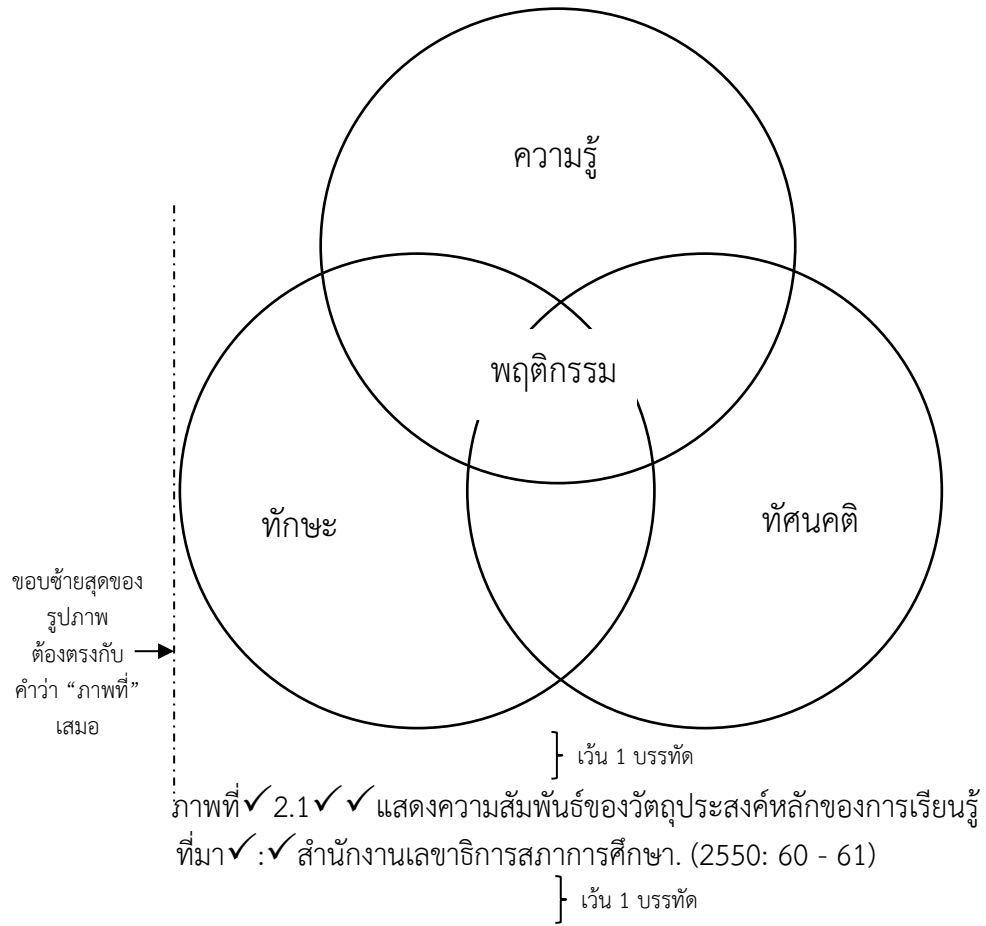 ความรู้
พฤติกรรม
ทักษะ
ทัศนคติ
ขอบซ้ายสุดของ
รูปภาพ
ต้องตรงกับ
คำว่า “ภาพที่”
เสมอ
เว้น 1 บรรทัด
ภาพที่✓2.1✓✓แสดงความสัมพันธ์ของวัตถุประสงค์หลักของการเรียนรู้
ที่มา✓:✓สำนักงานเลขาธิการสภาการศึกษา. (2550: 60 - 61)
เว้น 1 บรรทัด